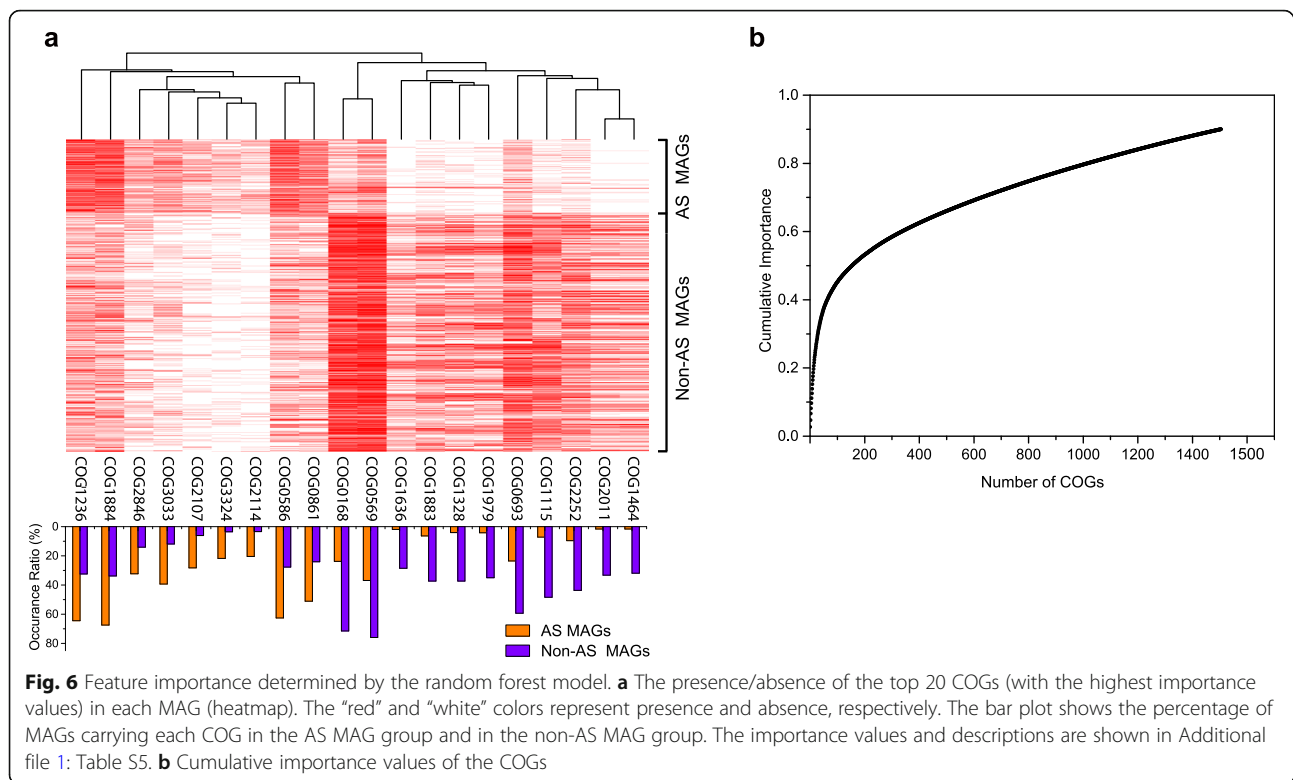 a
AS MAGs
Non-AS MAGs
COG1236
COG1884
COG2846
COG3033
COG2107
COG3324
COG2114
COG0586
COG0861
COG0168
COG0569
COG1636
COG1883
COG1328
COG1979
COG0693
COG1115
COG2252
COG2011
COG1464
0
20
40
60
80
Occurance Ratio (%)
AS MAGs
Non-AS MAGs
b
1.0
0.8
0.6
0.4
0.2
0.0
Cumulative Importance
200
400
600
800
1000
1200
1400
1500
Number of COGs
Fig. 6 Feature importance determined by the random forest model. a The presence/absence of the top 20 COGs (with the highest importance
values) in each MAG (heatmap). The “red” and “white” colors represent presence and absence, respectively. The bar plot shows the percentage of
MAGs carrying each COG in the AS MAG group and in the non-AS MAG group. The importance values and descriptions are shown in Additional
file 1: Table S5. b Cumulative importance values of the COGs